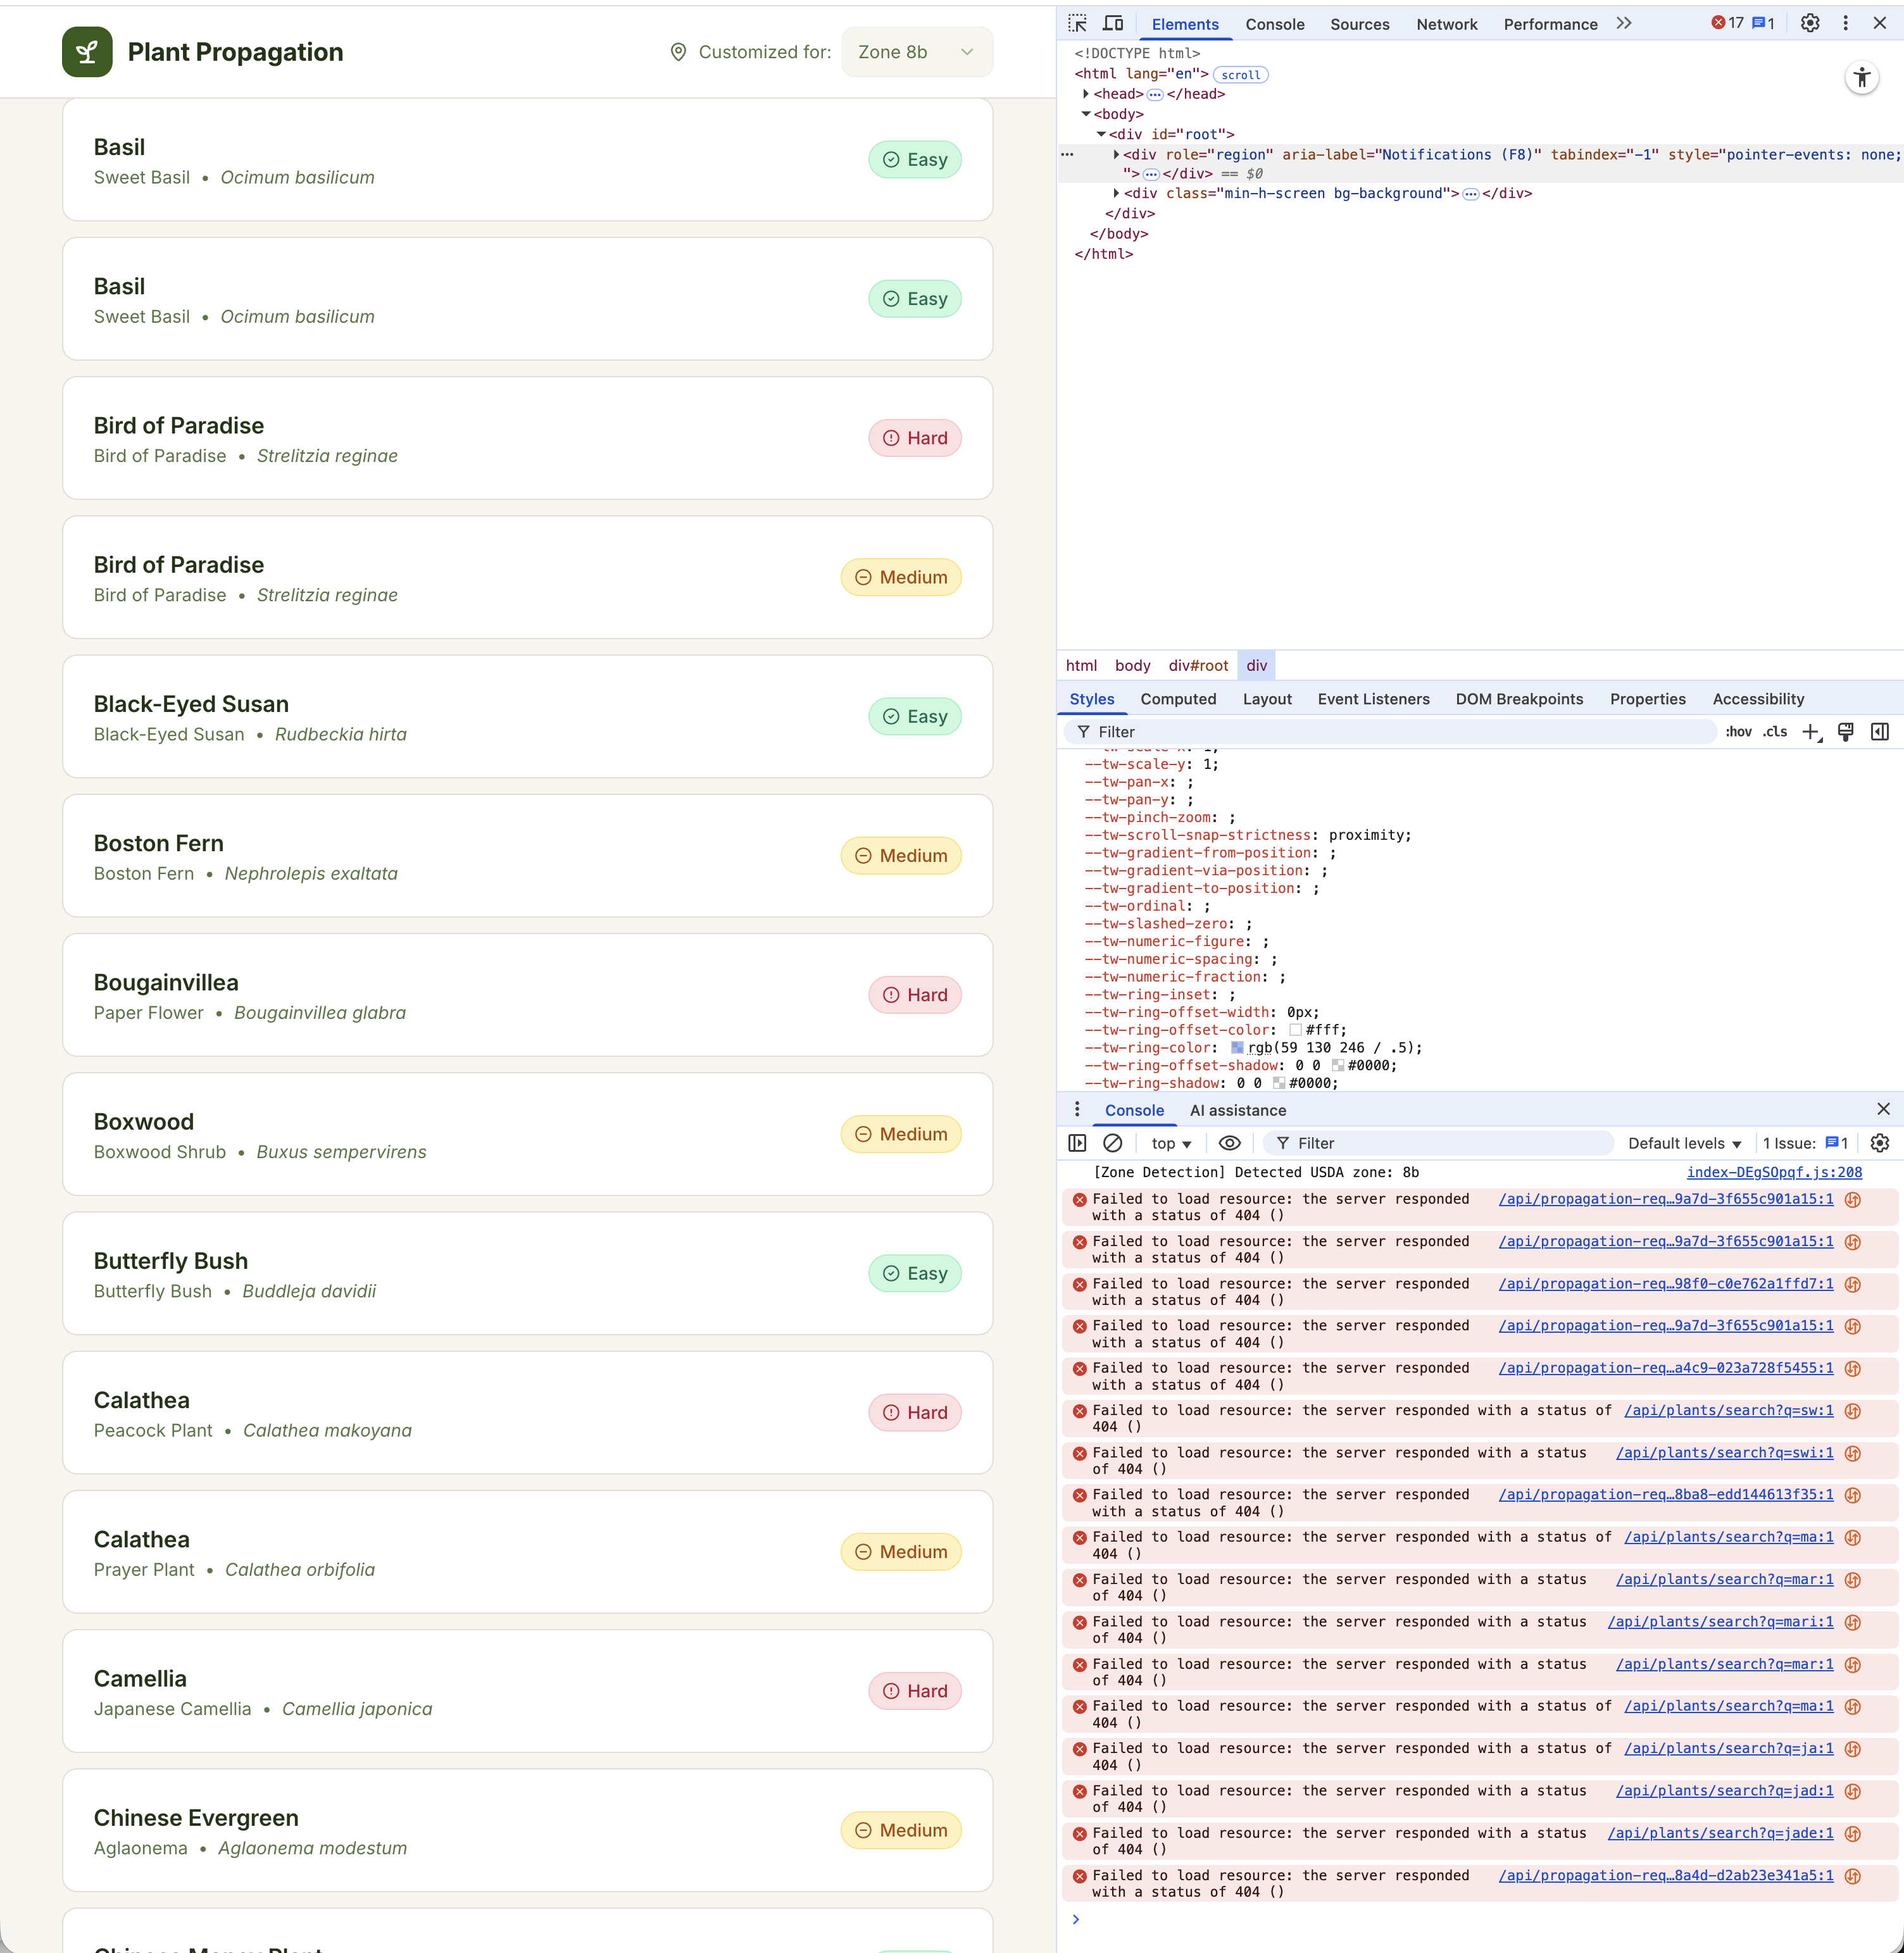 Plant Propagation
Customized for: Zone 8b
Basil
Sweet Basil • Ocimum basilicum
Easy
Basil
Sweet Basil • Ocimum basilicum
Easy
Bird of Paradise
Bird of Paradise • Strelitzia reginae
Hard
Bird of Paradise
Bird of Paradise • Strelitzia reginae
Medium
Black-Eyed Susan
Black-Eyed Susan • Rudbeckia hirta
Easy
Boston Fern
Boston Fern • Nephrolepis exaltata
Medium
Bougainvillea
Paper Flower • Bougainvillea glabra
Hard
Boxwood
Boxwood Shrub • Buxus sempervirens
Medium
Butterfly Bush
Butterfly Bush • Buddleja davidii
Easy
Calathea
Peacock Plant • Calathea makoyana
Hard
Calathea
Prayer Plant • Calathea orbifolia
Medium
Camellia
Japanese Camellia • Camellia japonica
Hard
Chinese Evergreen
Aglaonema • Aglaonema modestum
Medium
Elements Console Sources Network Performance 17 1
<!DOCTYPE html>
<html lang="en"> scroll
<head> ••• </head>
<body>
<div id="root">
<div role="region" aria-label="Notifications (F8)" tabindex="-1" style="pointer-events: none;
"> ••• </div> == $0
<div class="min-h-screen bg-background"> ••• </div>
</div>
</body>
</html>
html body div#root div
Styles Computed Layout Event Listeners DOM Breakpoints Properties Accessibility
Filter :hov .cls
--tw-scale-x: 1;
--tw-scale-y: 1;
--tw-pan-x: ;
--tw-pan-y: ;
--tw-pinch-zoom: ;
--tw-scroll-snap-strictness: proximity;
--tw-gradient-from-position: ;
--tw-gradient-via-position: ;
--tw-gradient-to-position: ;
--tw-ordinal: ;
--tw-slashed-zero: ;
--tw-numeric-figure: ;
--tw-numeric-spacing: ;
--tw-numeric-fraction: ;
--tw-ring-inset: ;
--tw-ring-offset-width: 0px;
--tw-ring-offset-color: #fff;
--tw-ring-color: rgb(59 130 246 / .5);
--tw-ring-offset-shadow: 0 0 #0000;
--tw-ring-shadow: 0 0 #0000;
Console AI assistance
top Filter Default levels 1 Issue: 1
[Zone Detection] Detected USDA zone: 8b index-DEgSOpqf.js:208
Failed to load resource: the server responded /api/propagation-req…9a7d-3f655c901a15:1
with a status of 404 ()
Failed to load resource: the server responded /api/propagation-req…9a7d-3f655c901a15:1
with a status of 404 ()
Failed to load resource: the server responded /api/propagation-req…98f0-c0e762a1ffd7:1
with a status of 404 ()
Failed to load resource: the server responded /api/propagation-req…9a7d-3f655c901a15:1
with a status of 404 ()
Failed to load resource: the server responded /api/propagation-req…a4c9-023a728f5455:1
with a status of 404 ()
Failed to load resource: the server responded with a status of /api/plants/search?q=sw:1
404 ()
Failed to load resource: the server responded with a status /api/plants/search?q=swi:1
of 404 ()
Failed to load resource: the server responded /api/propagation-req…8ba8-edd144613f35:1
with a status of 404 ()
Failed to load resource: the server responded with a status of /api/plants/search?q=ma:1
404 ()
Failed to load resource: the server responded with a status /api/plants/search?q=mar:1
of 404 ()
Failed to load resource: the server responded with a status /api/plants/search?q=mari:1
of 404 ()
Failed to load resource: the server responded with a status /api/plants/search?q=mar:1
of 404 ()
Failed to load resource: the server responded with a status of /api/plants/search?q=ma:1
404 ()
Failed to load resource: the server responded with a status of /api/plants/search?q=ja:1
404 ()
Failed to load resource: the server responded with a status /api/plants/search?q=jad:1
of 404 ()
Failed to load resource: the server responded with a status /api/plants/search?q=jade:1
of 404 ()
Failed to load resource: the server responded /api/propagation-req…8a4d-d2ab23e341a5:1
with a status of 404 ()